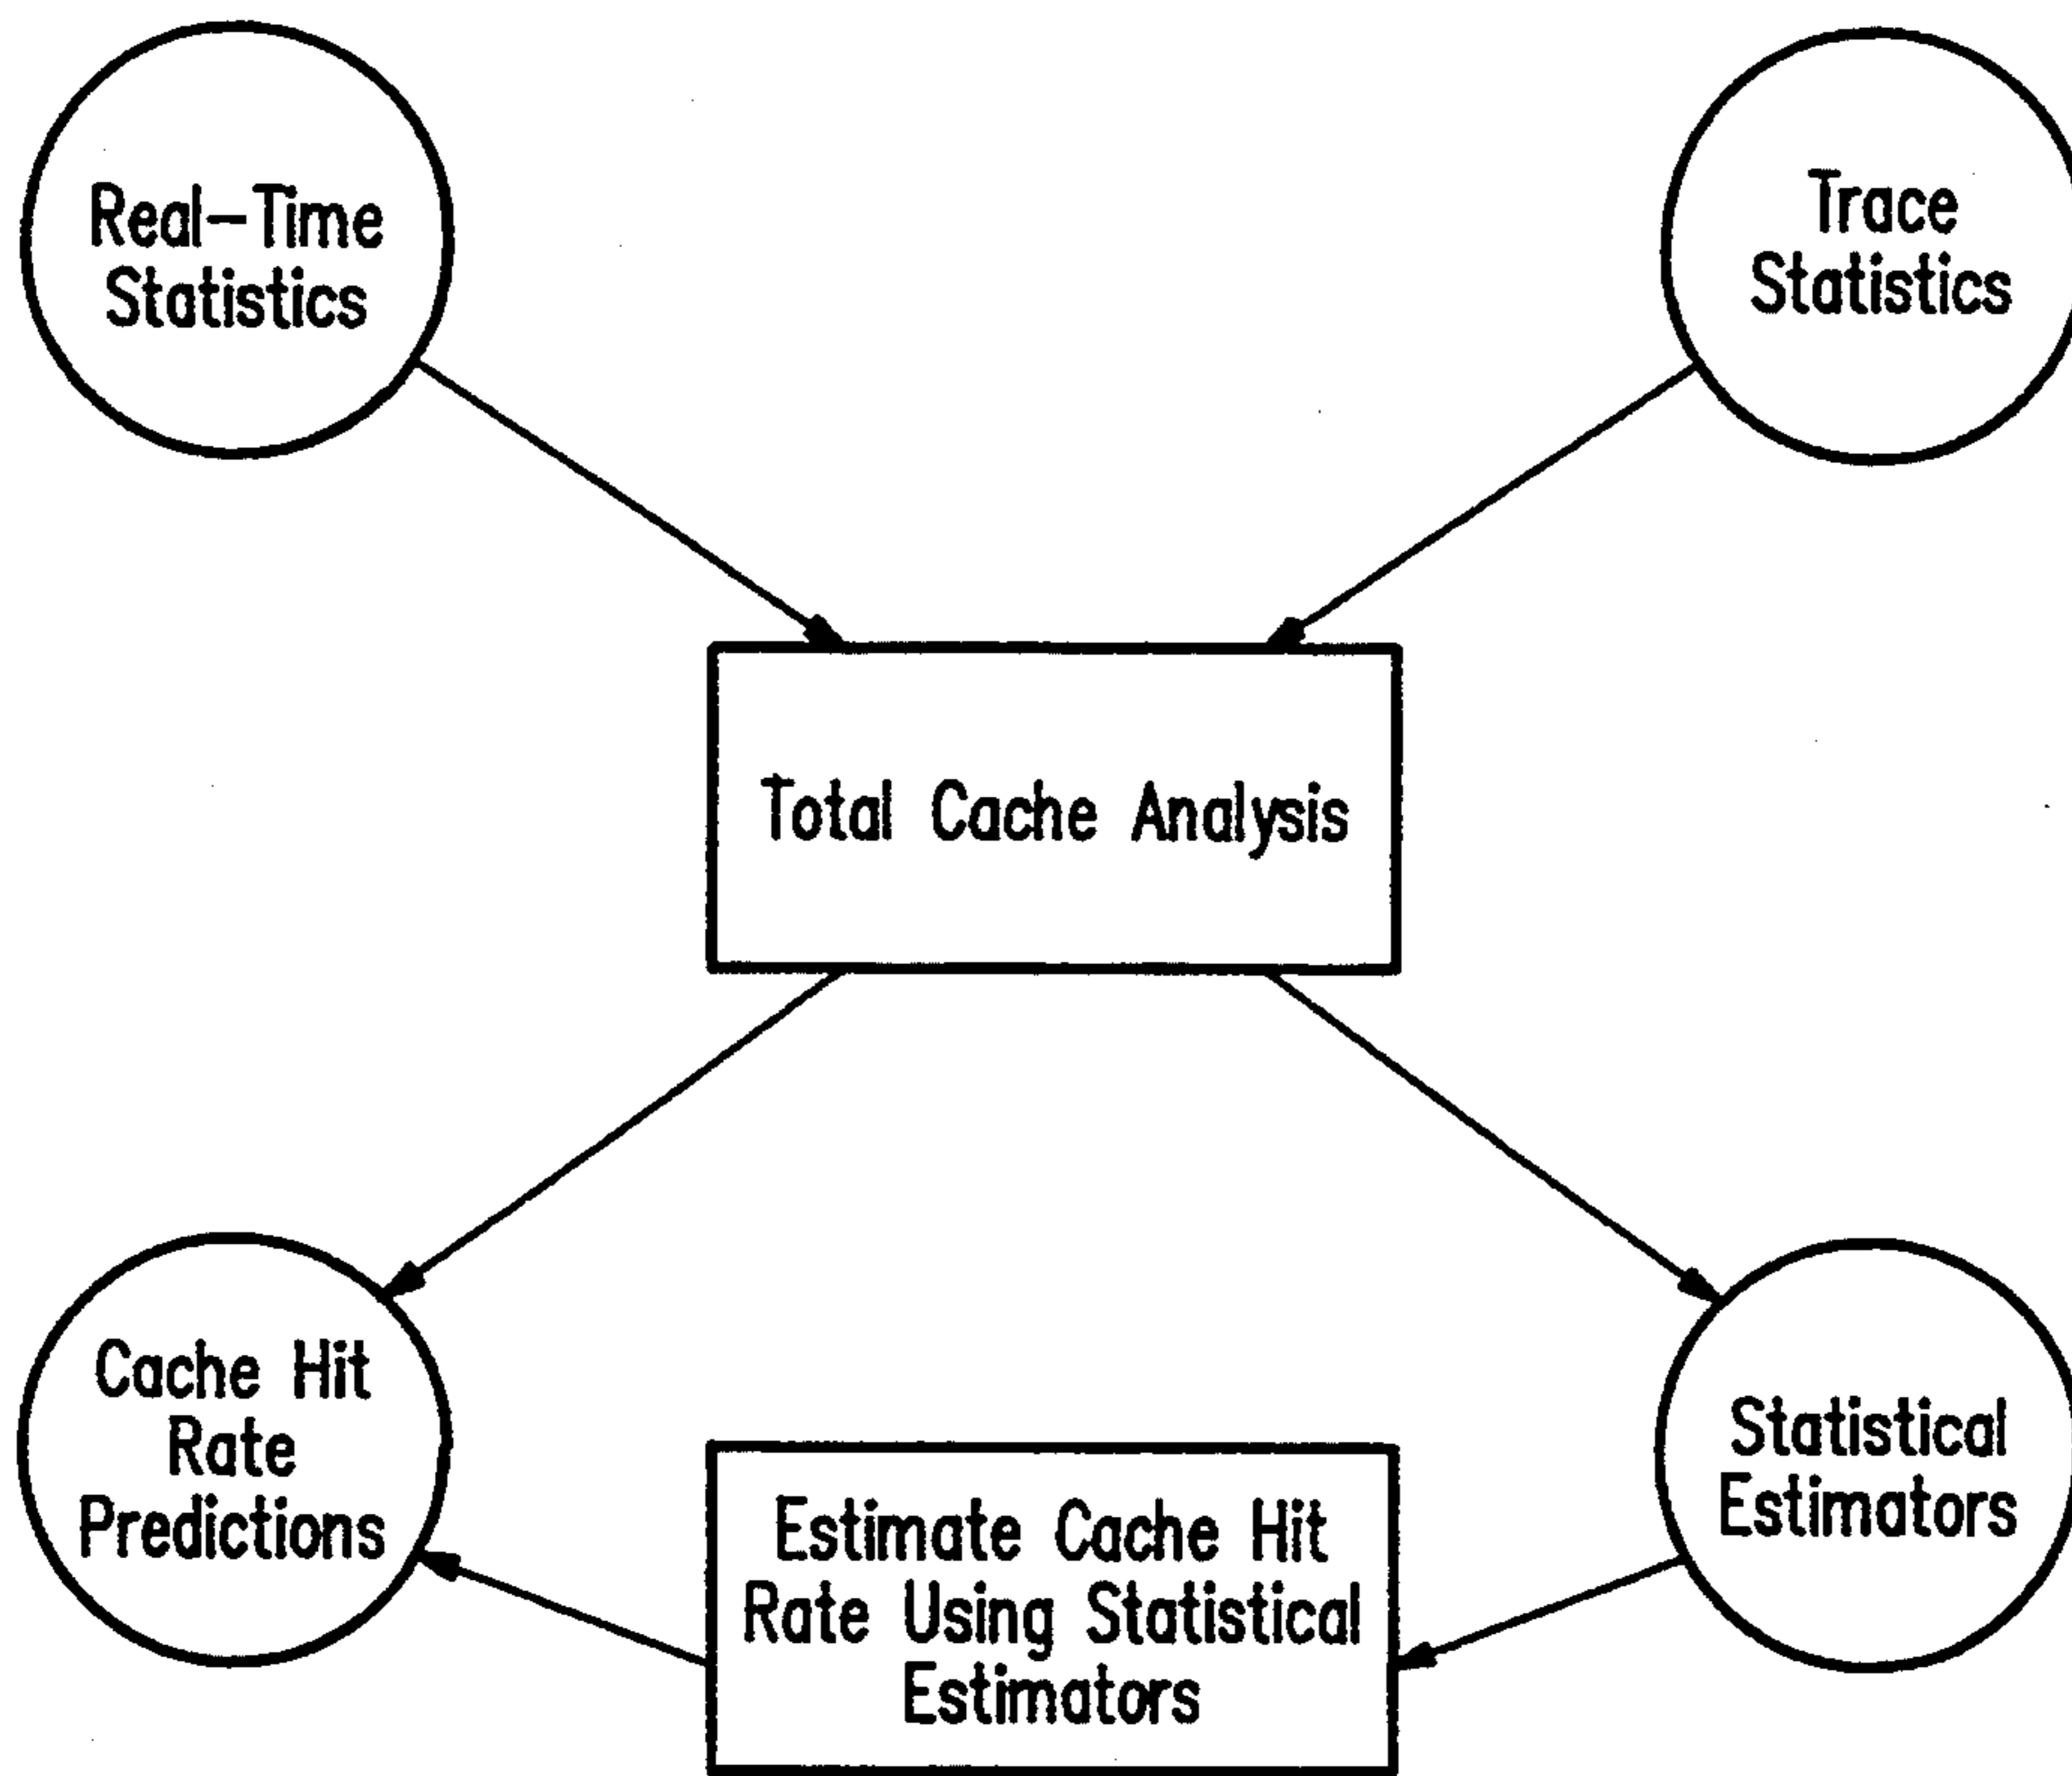 Real-Time
Statistics
Trace
Statistics
Total Cache Analysis
Cache Hit
Rate
Predictions
Estimate Cache Hit
Rate Using Statistical
Estimators
Statistical
Estimators